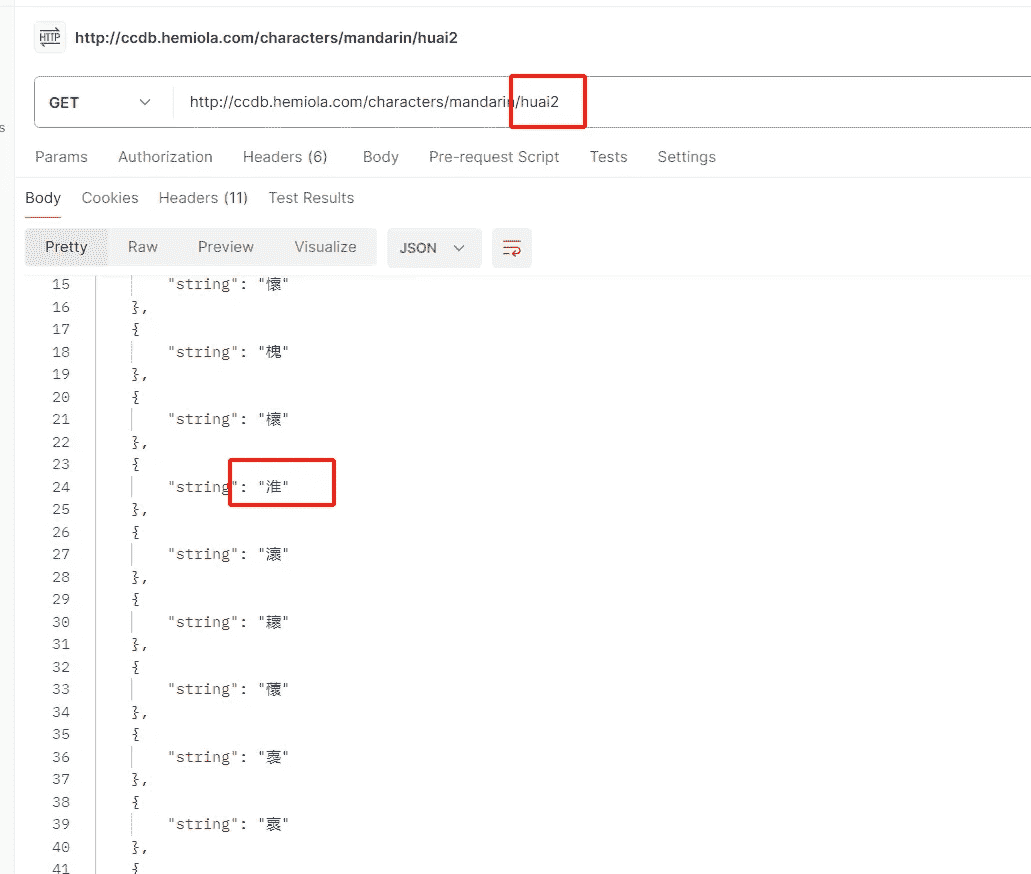 HTTP http://ccdb.hemiola.com/characters/mandarin/huai2
GET http://ccdb.hemiola.com/characters/mandarin/huai2
s
Params Authorization Headers (6) Body Pre-request Script Tests Settings
Body Cookies Headers (11) Test Results
Pretty Raw Preview Visualize JSON
15 "string": "懷"
16 },
17 {
18 "string": "槐"
19 },
20 {
21 "string": "櫰"
22 },
23 {
24 "string": "淮"
25 },
26 {
27 "string": "瀤"
28 },
29 {
30 "string": "耲"
31 },
32 {
33 "string": "蘹"
34 },
35 {
36 "string": "褱"
37 },
38 {
39 "string": "褢"
40 },
41 {